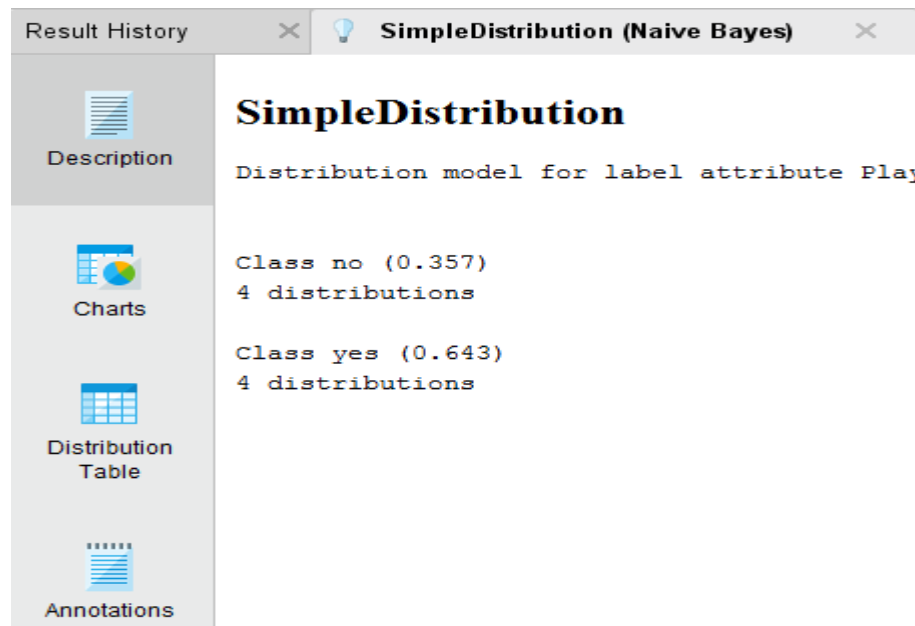 Result History
SimpleDistribution (Naive Bayes)
Description
Charts
Distribution
Table
Annotations
SimpleDistribution
Distribution model for label attribute Play
Class no (0.357)
4 distributions
Class yes (0.643)
4 distributions